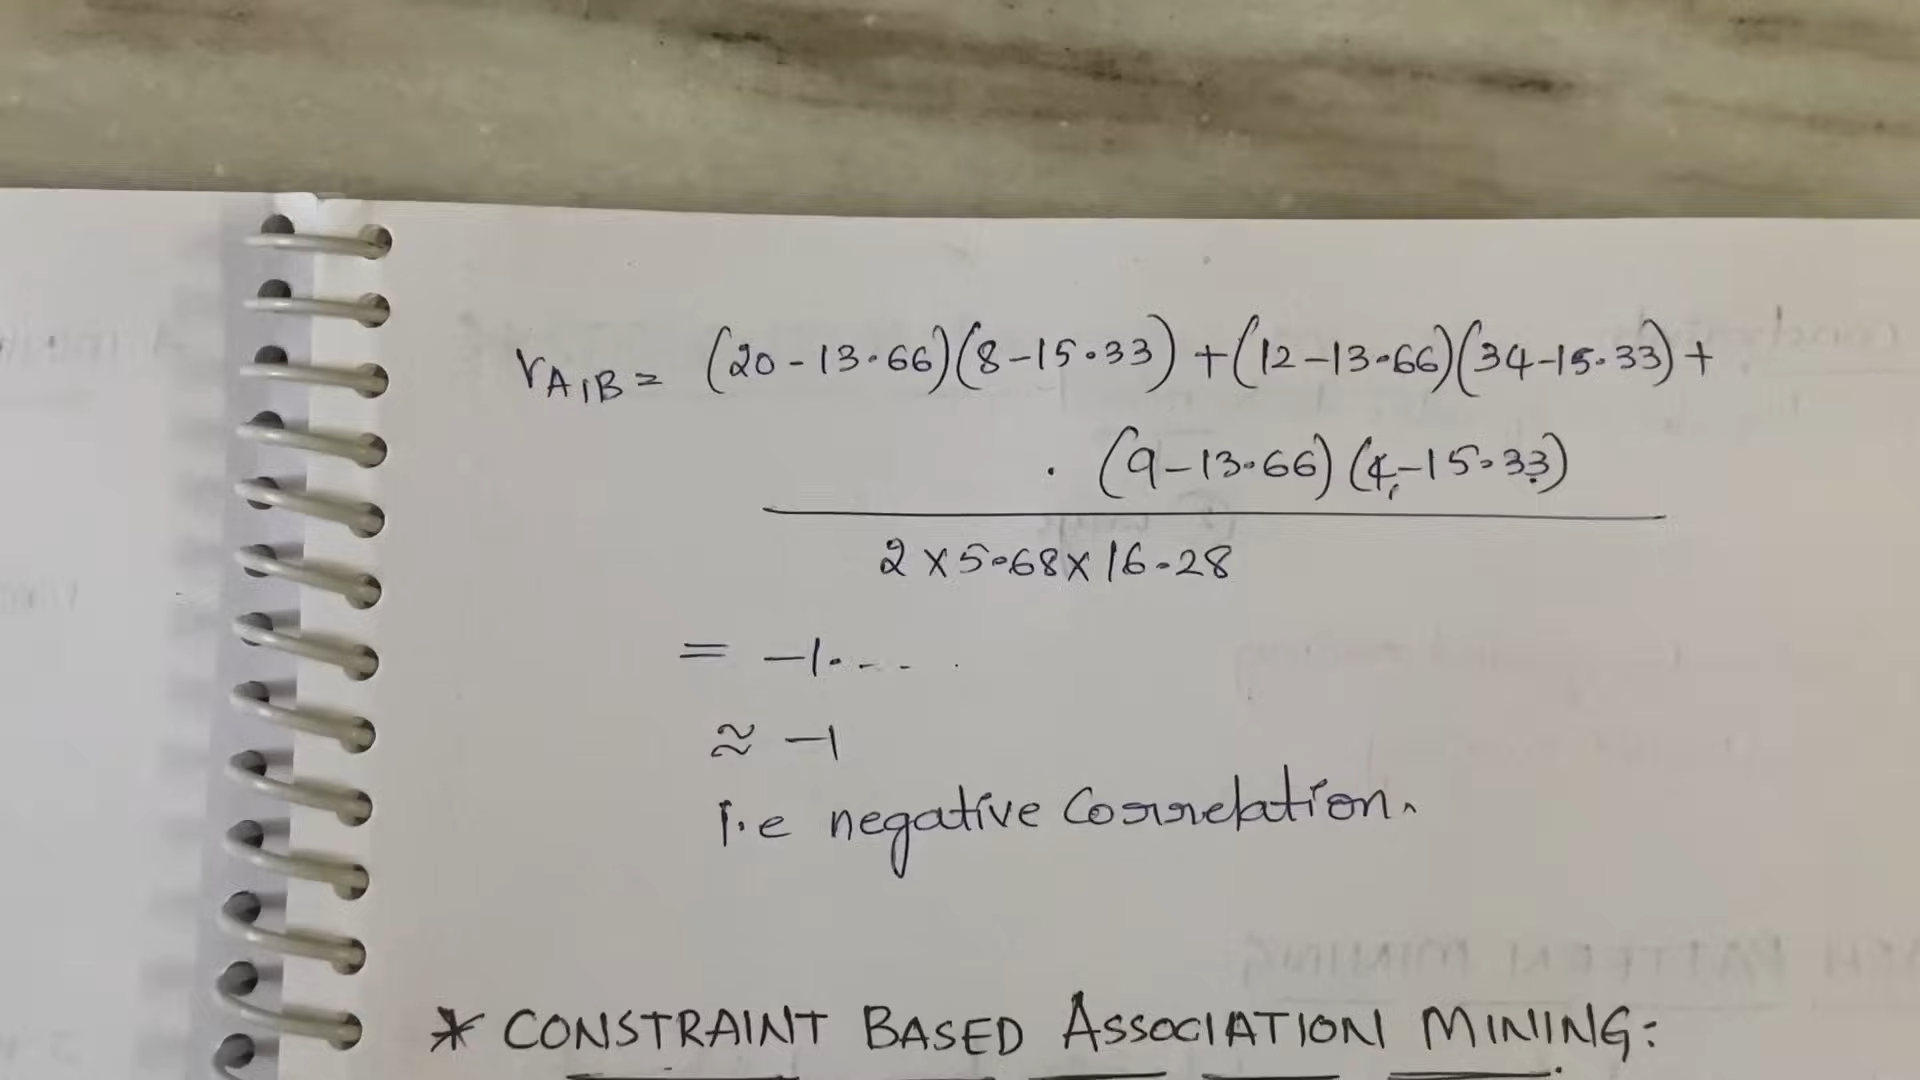 r A,B = (20-13.66)(8-15.33) + (12-13.66)(34-15.33) +
. (9-13.66) (4-15.33)
2 x 5.68 x 16.28
= -1.... .
≈ -1
i.e negative Correlation.
* CONSTRAINT BASED ASSOCIATION MINING: